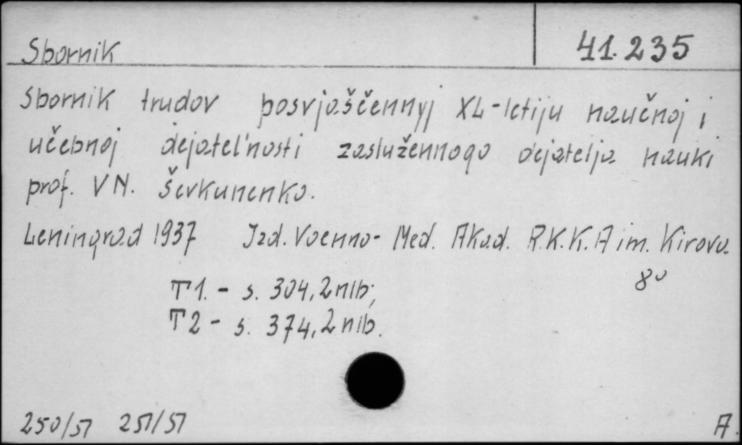 Sbornik 41.235
Sbornik trudov posvjaščennyj XL-letiju naučnoj i
učebnoj dejatel'nosti zaslužennogo dejatelja nauki
prof. V N. Ševkunenko.
Leningrad 1937 Izd. Voenno-Med. Akad. R.K.K.A im. Kirova.
8°
T1. - s. 304, 2 nlb;
T2 - s. 374, 2 nlb.
250/57 251/57 A.